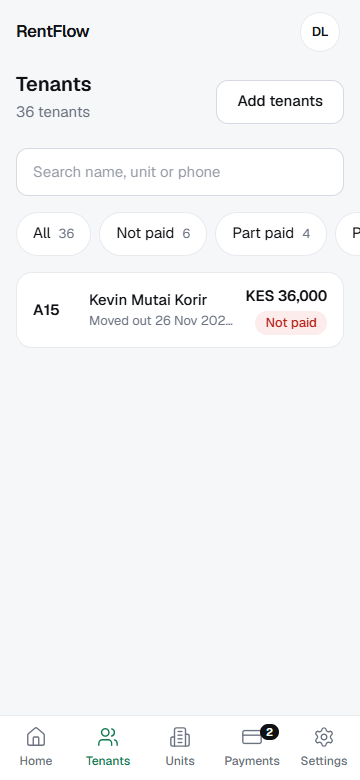 RentFlow
DL
Tenants
36 tenants
Add tenants
Search name, unit or phone
All 36
Not paid 6
Part paid 4
P
A15
Kevin Mutai Korir
KES 36,000
Moved out 26 Nov 202…
Not paid
2
Home
Tenants
Units
Payments
Settings